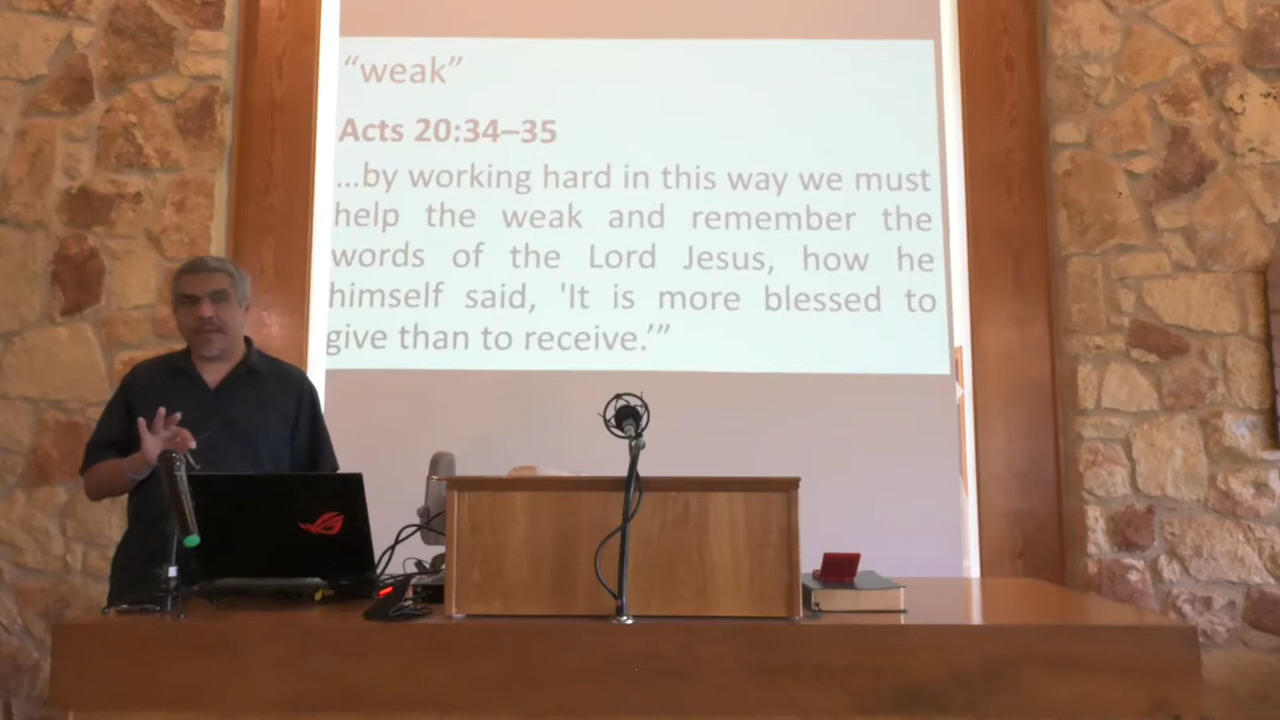 “weak”
Acts 20:34–35
...by working hard in this way we must
help the weak and remember the
words of the Lord Jesus, how he
himself said, 'It is more blessed to
give than to receive.’”